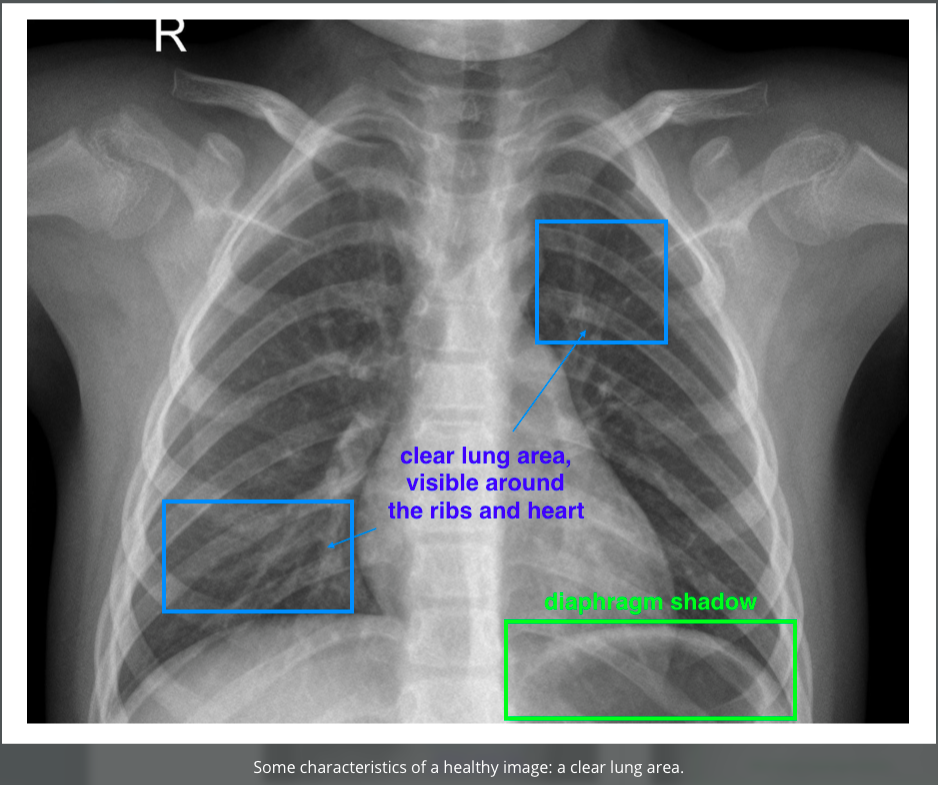 R
clear lung area,
visible around
the ribs and heart
diaphragm shadow
Some characteristics of a healthy image: a clear lung area.